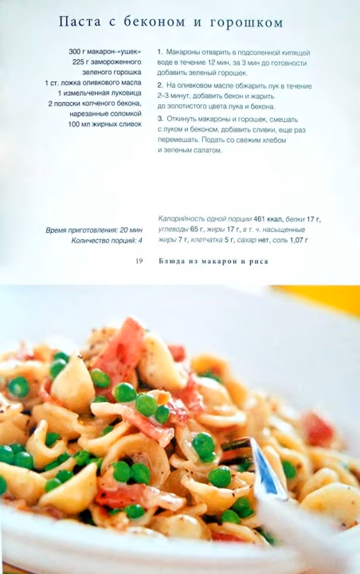 Паста с беконом и горошком
300 г макарон-«ушек»
225 г замороженного
зеленого горошка
1 ст. ложка оливкового масла
1 измельченная луковица
2 полоски копченого бекона,
нарезанные соломкой
100 мл жирных сливок
1. Макароны отварить в подсоленной кипящей
воде в течение 12 мин, за 3 мин до готовности
добавить зеленый горошек.
2. На оливковом масле обжарить лук в течение
2–3 минут, добавить бекон и жарить
до золотистого цвета лука и бекона.
3. Откинуть макароны и горошек, смешать
с луком и беконом, добавить сливки, еще раз
перемешать. Подать со свежим хлебом
и зеленым салатом.
Время приготовления: 20 мин
Количество порций: 4
Калорийность одной порции 461 ккал, белки 17 г,
углеводы 65 г, жиры 17 г, в т. ч. насыщенные
жиры 7 г, клетчатка 5 г, сахар нет, соль 1,07 г
19 Блюда из макарон и риса